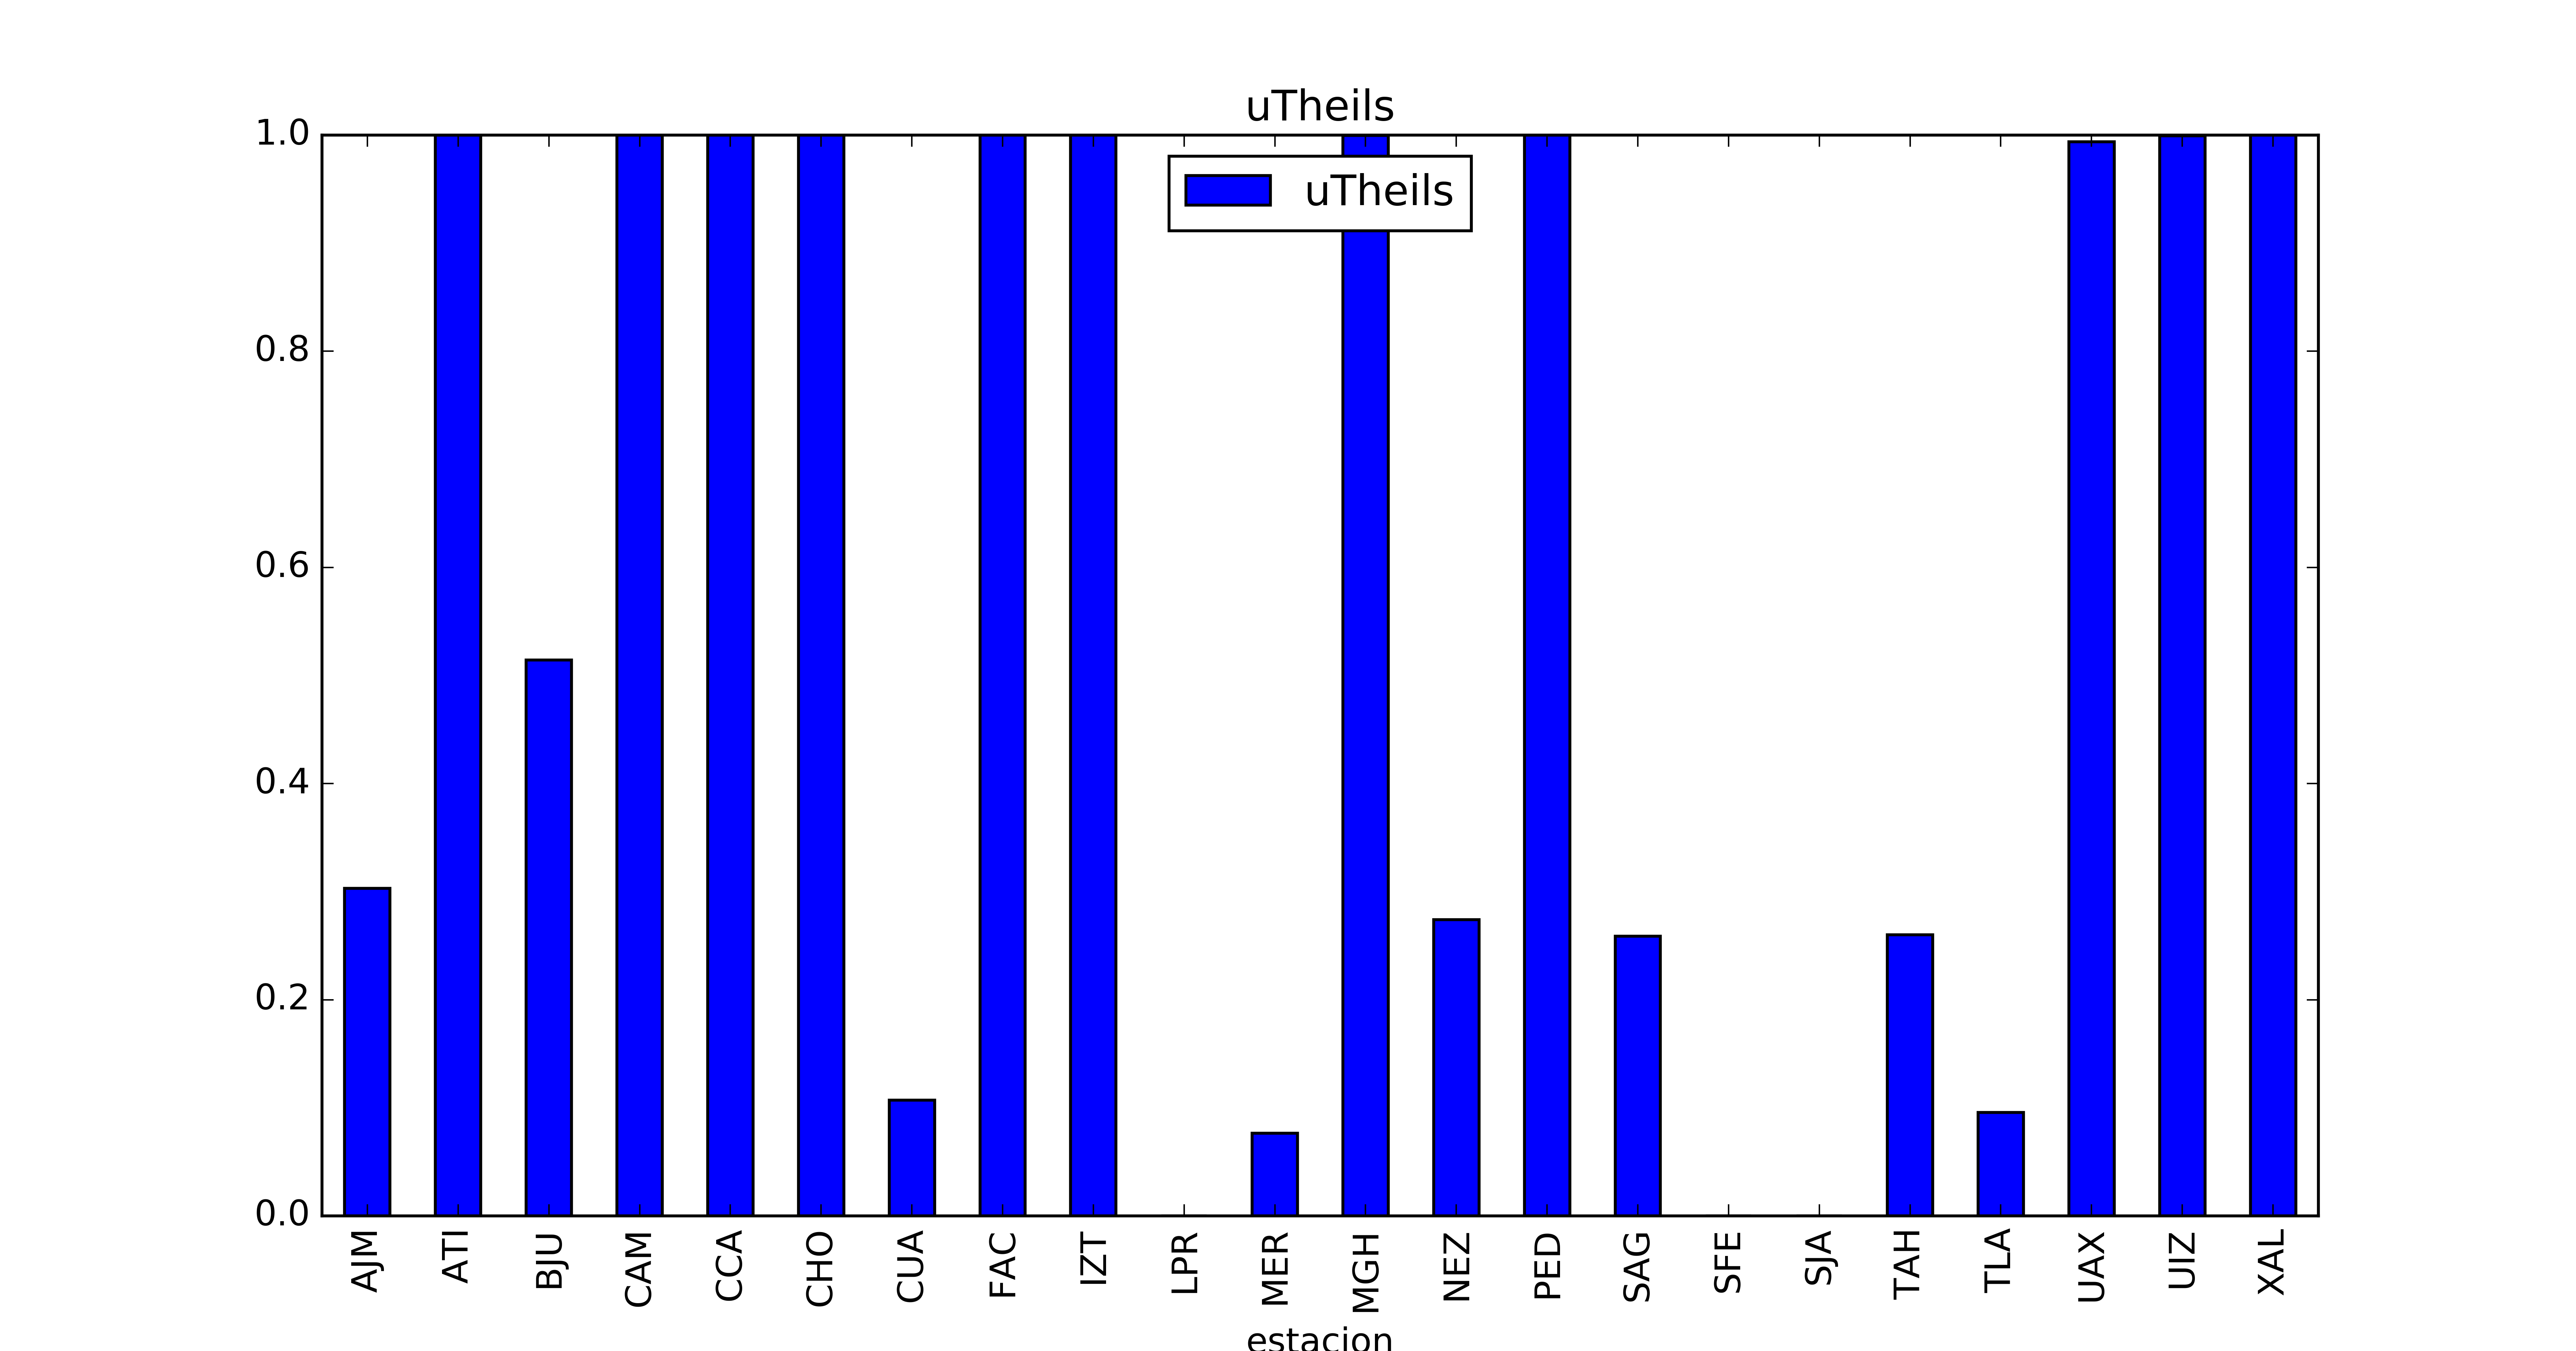 uTheils
uTheils
1.0
0.8
0.6
0.4
0.2
0.0
AJM
ATI
BJU
CAM
CCA
CHO
CUA
FAC
IZT
LPR
MER
MGH
NEZ
PED
SAG
SFE
SJA
TAH
TLA
UAX
UIZ
XAL
estacion